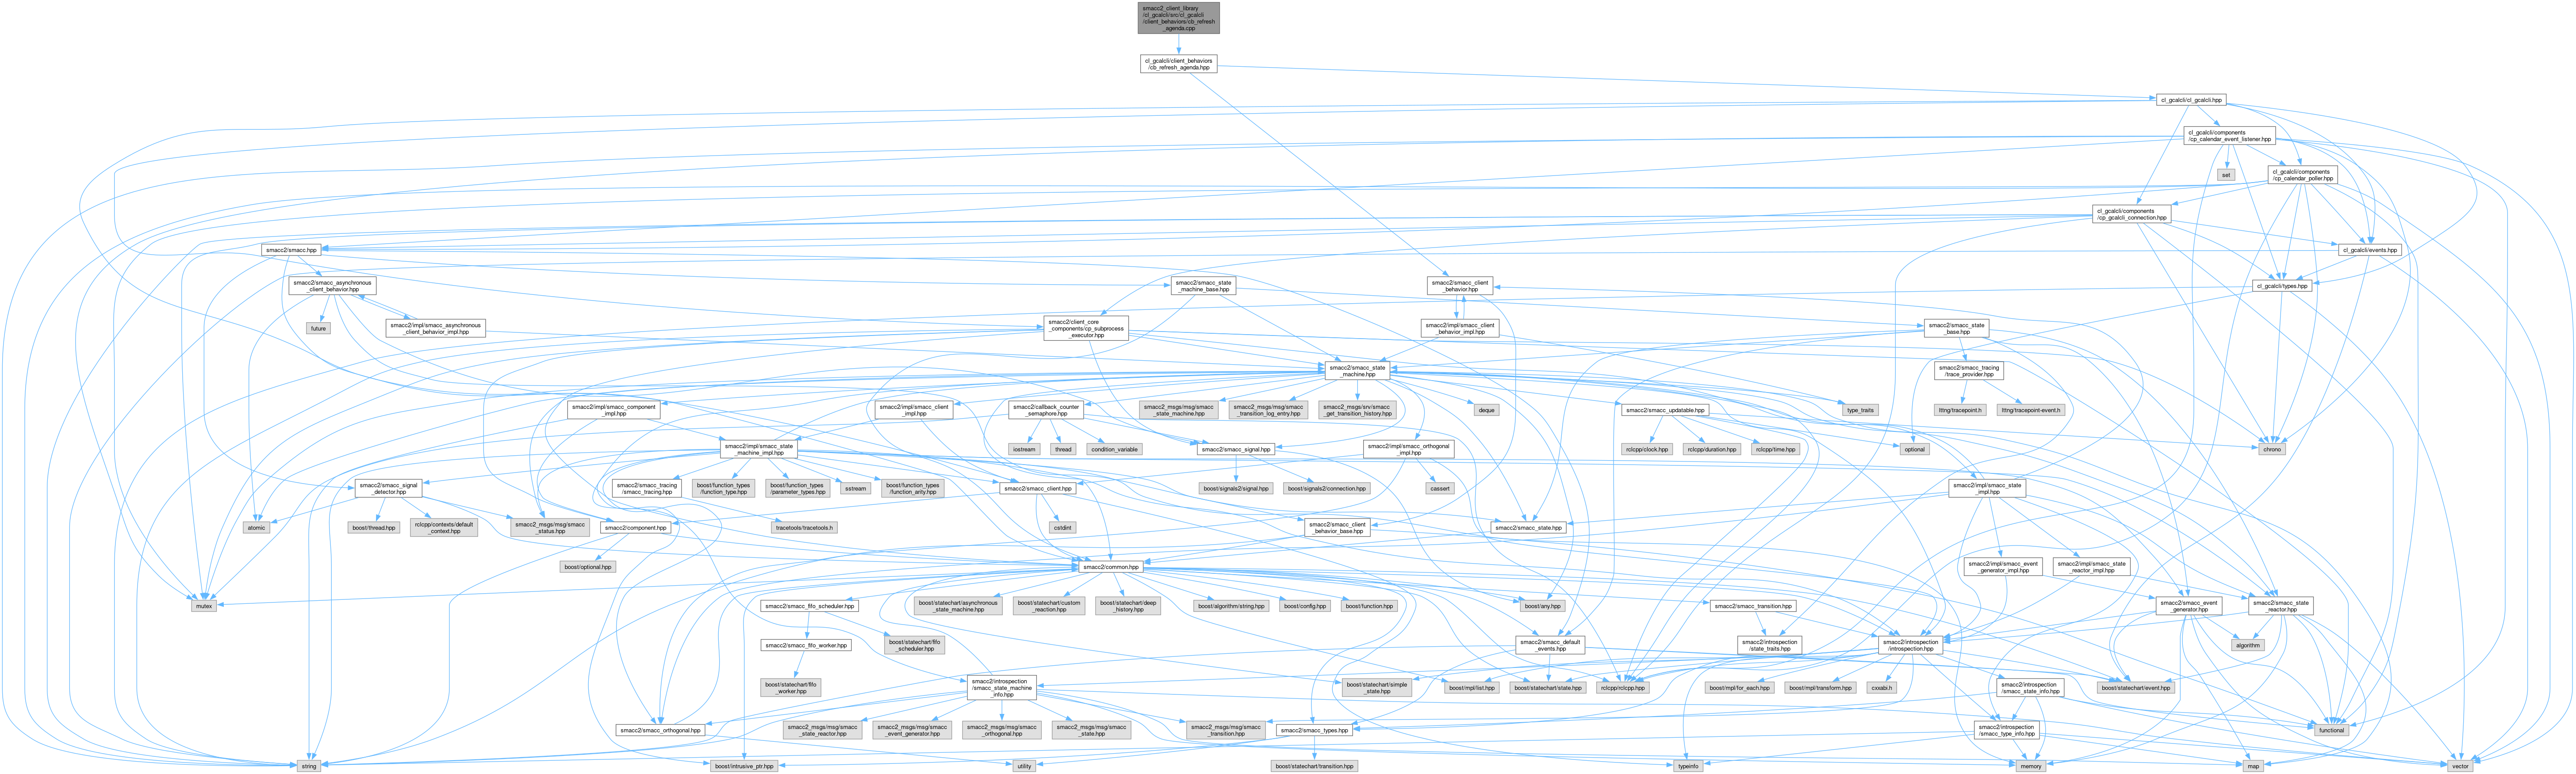 smacc2_client_library
/cl_gcalcli/src/cl_gcalcli
/client_behaviors/cb_refresh
_agenda.cpp
cl_gcalcli/client_behaviors
/cb_refresh_agenda.hpp
cl_gcalcli/cl_gcalcli.hpp
cl_gcalcli/components
/cp_calendar_event_listener.hpp
set
cl_gcalcli/components
/cp_calendar_poller.hpp
cl_gcalcli/components
/cp_gcalcli_connection.hpp
smacc2/smacc.hpp
cl_gcalcli/events.hpp
smacc2/smacc_asynchronous
_client_behavior.hpp
smacc2/smacc_state
_machine_base.hpp
smacc2/smacc_client
_behavior.hpp
cl_gcalcli/types.hpp
future
smacc2/impl/smacc_asynchronous
_client_behavior_impl.hpp
smacc2/client_core
_components/cp_subprocess
_executor.hpp
smacc2/impl/smacc_client
_behavior_impl.hpp
smacc2/smacc_state
_base.hpp
smacc2/smacc_state
_machine.hpp
smacc2/smacc_tracing
/trace_provider.hpp
smacc2/impl/smacc_component
_impl.hpp
smacc2/impl/smacc_client
_impl.hpp
smacc2/callback_counter
_semaphore.hpp
smacc2_msgs/msg/smacc
_state_machine.hpp
smacc2_msgs/msg/smacc
_transition_log_entry.hpp
smacc2_msgs/srv/smacc
_get_transition_history.hpp
deque
smacc2/smacc_updatable.hpp
type_traits
lttng/tracepoint.h
lttng/tracepoint-event.h
smacc2/impl/smacc_state
_machine_impl.hpp
iostream
thread
condition_variable
smacc2/smacc_signal.hpp
smacc2/impl/smacc_orthogonal
_impl.hpp
rclcpp/clock.hpp
rclcpp/duration.hpp
rclcpp/time.hpp
optional
chrono
smacc2/smacc_signal
_detector.hpp
smacc2/smacc_tracing
/smacc_tracing.hpp
boost/function_types
/function_type.hpp
boost/function_types
/parameter_types.hpp
sstream
boost/function_types
/function_arity.hpp
smacc2/smacc_client.hpp
boost/signals2/signal.hpp
boost/signals2/connection.hpp
cassert
smacc2/impl/smacc_state
_impl.hpp
atomic
boost/thread.hpp
rclcpp/contexts/default
_context.hpp
smacc2_msgs/msg/smacc
_status.hpp
smacc2/component.hpp
tracetools/tracetools.h
cstdint
smacc2/smacc_client
_behavior_base.hpp
smacc2/smacc_state.hpp
boost/optional.hpp
smacc2/common.hpp
smacc2/impl/smacc_event
_generator_impl.hpp
smacc2/impl/smacc_state
_reactor_impl.hpp
mutex
smacc2/smacc_fifo_scheduler.hpp
boost/statechart/asynchronous
_state_machine.hpp
boost/statechart/custom
_reaction.hpp
boost/statechart/deep
_history.hpp
boost/algorithm/string.hpp
boost/config.hpp
boost/function.hpp
boost/any.hpp
smacc2/smacc_transition.hpp
smacc2/smacc_event
_generator.hpp
smacc2/smacc_state
_reactor.hpp
smacc2/smacc_fifo_worker.hpp
boost/statechart/fifo
_scheduler.hpp
smacc2/smacc_default
_events.hpp
smacc2/introspection
/state_traits.hpp
smacc2/introspection
/introspection.hpp
algorithm
boost/statechart/fifo
_worker.hpp
smacc2/introspection
/smacc_state_machine
_info.hpp
boost/statechart/simple
_state.hpp
boost/mpl/list.hpp
boost/statechart/state.hpp
rclcpp/rclcpp.hpp
boost/mpl/for_each.hpp
boost/mpl/transform.hpp
cxxabi.h
smacc2/introspection
/smacc_state_info.hpp
boost/statechart/event.hpp
smacc2/smacc_orthogonal.hpp
smacc2_msgs/msg/smacc
_state_reactor.hpp
smacc2_msgs/msg/smacc
_event_generator.hpp
smacc2_msgs/msg/smacc
_orthogonal.hpp
smacc2_msgs/msg/smacc
_state.hpp
smacc2_msgs/msg/smacc
_transition.hpp
smacc2/smacc_types.hpp
smacc2/introspection
/smacc_type_info.hpp
functional
string
boost/intrusive_ptr.hpp
utility
boost/statechart/transition.hpp
typeinfo
memory
map
vector